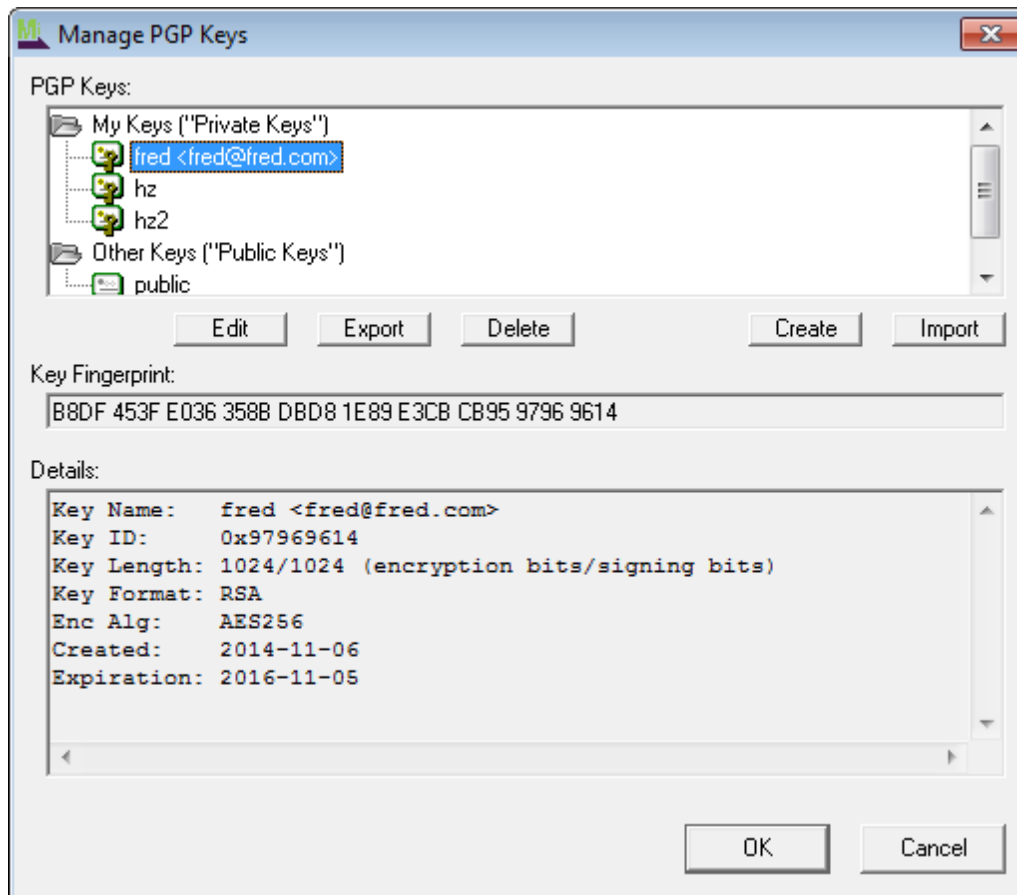 Manage PGP Keys
PGP Keys:
My Keys ("Private Keys")
fred <fred@fred.com>
hz
hz2
Other Keys ("Public Keys")
public
Edit Export Delete Create Import
Key Fingerprint:
B8DF 453F E036 358B DBD8 1E89 E3CB CB95 9796 9614
Details:
Key Name: fred <fred@fred.com>
Key ID: 0x97969614
Key Length: 1024/1024 (encryption bits/signing bits)
Key Format: RSA
Enc Alg: AES256
Created: 2014-11-06
Expiration: 2016-11-05
OK Cancel